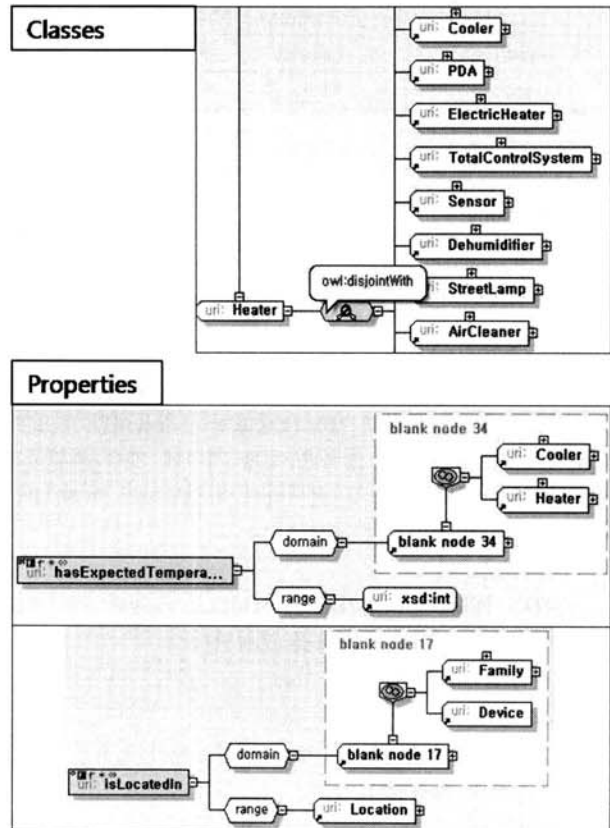 Classes
uri: Cooler
uri: PDA
uri: ElectricHeater
uri: TotalControlSystem
uri: Sensor
uri: Dehumidifier
owl:disjointWith
uri: StreetLamp
uri: Heater
uri: AirCleaner
Properties
blank node 34
uri: Cooler
uri: Heater
domain
blank node 34
uri: hasExpectedTempera...
range
uri: xsd:int
blank node 17
uri: Family
uri: Device
domain
blank node 17
uri: isLocatedIn
range
uri: Location